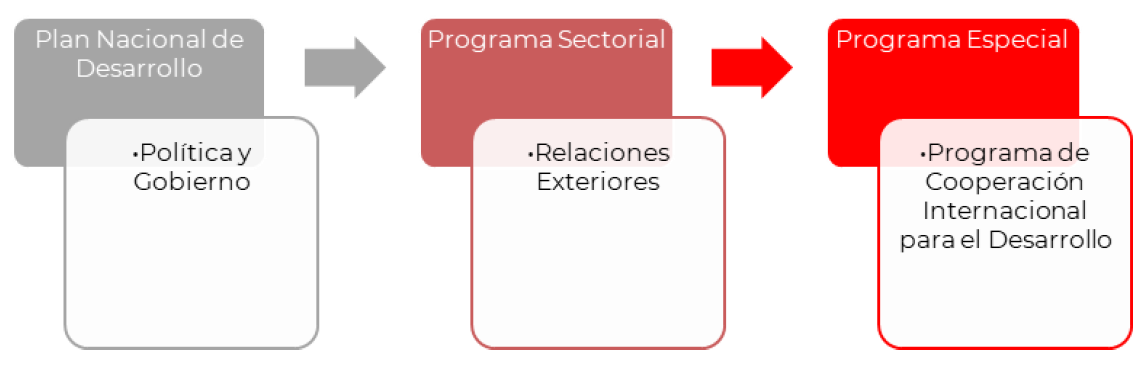 Plan Nacional de
Desarrollo
•Política y
Gobierno
Programa Sectorial
•Relaciones
Exteriores
Programa Especial
•Programa de
Cooperación
Internacional
para el Desarrollo